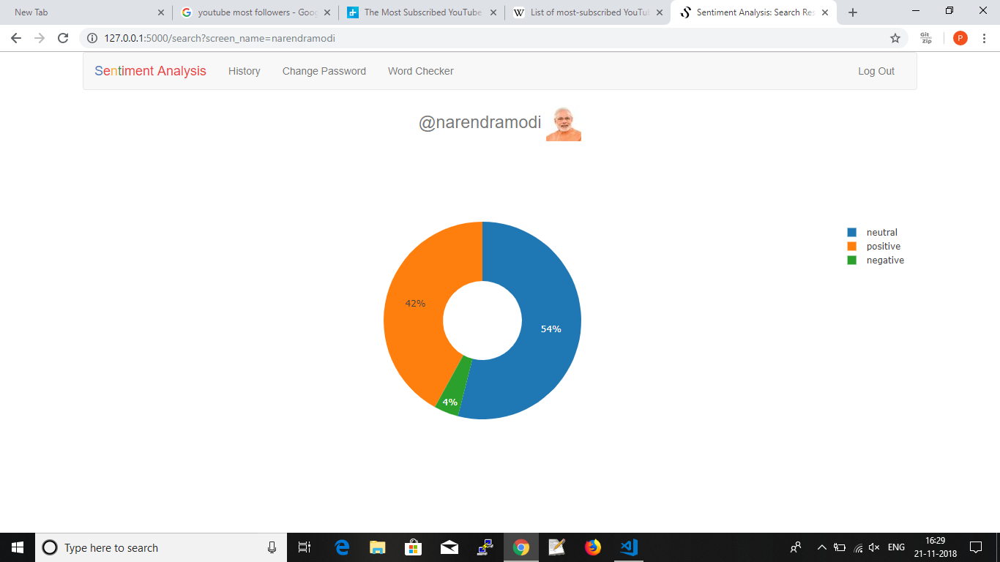 New Tab
youtube most followers - Goog
The Most Subscribed YouTube
List of most-subscribed YouTu
Sentiment Analysis: Search Res
127.0.0.1:5000/search?screen_name=narendramodi
Git Zip
P
Sentiment Analysis History Change Password Word Checker Log Out
@narendramodi
neutral
positive
negative
42%
54%
4%
Type here to search
ENG
16:29
21-11-2018